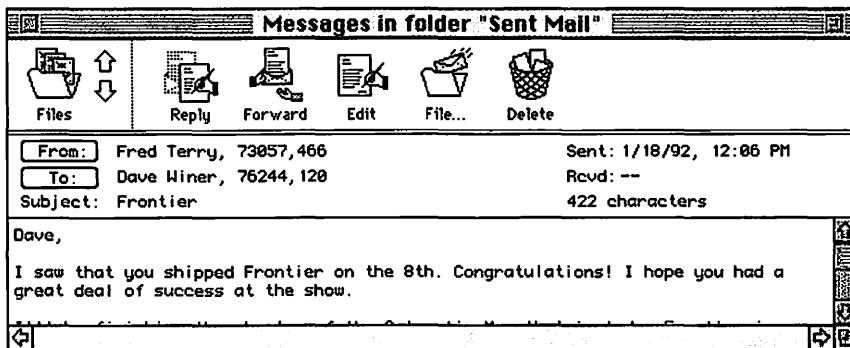 Messages in folder "Sent Mail"
Files Reply Forward Edit File... Delete
From: Fred Terry, 73057,466 Sent: 1/18/92, 12:06 PM
To: Dave Winer, 76244,120 Rcvd: --
Subject: Frontier 422 characters
Dave,
I saw that you shipped Frontier on the 8th. Congratulations! I hope you had a
great deal of success at the show.